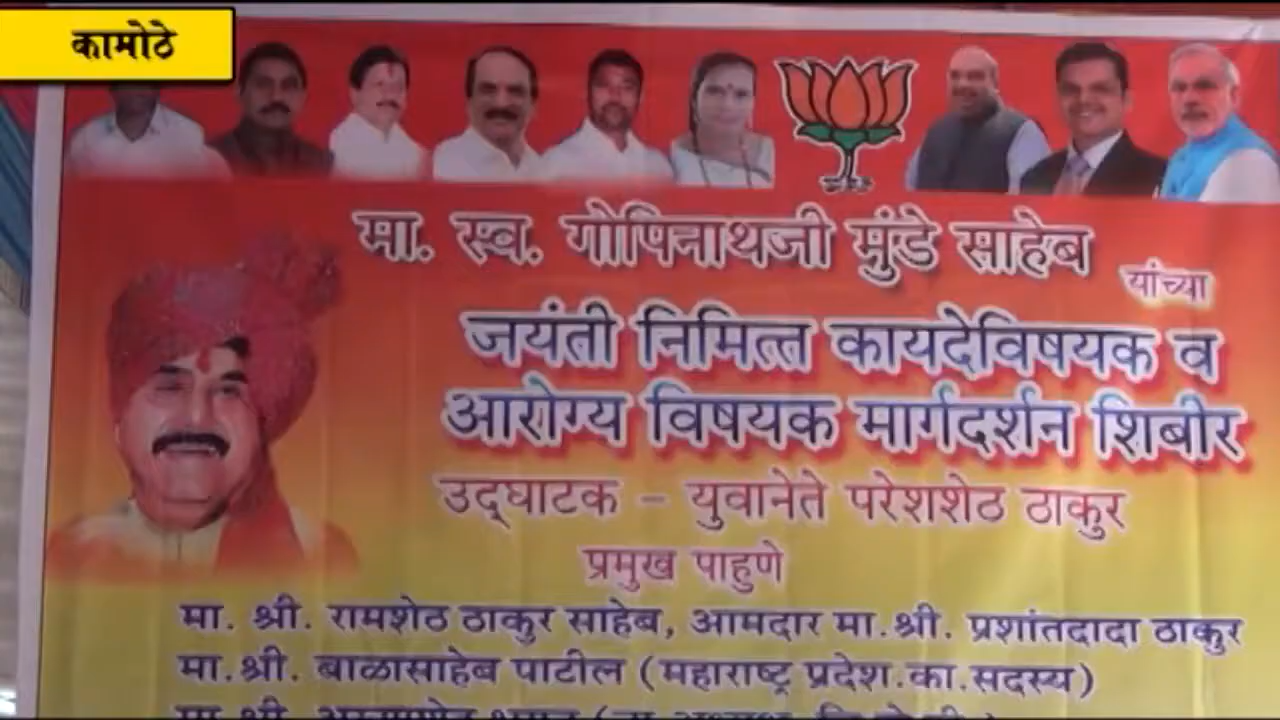 कामोठे
मा. स्व. गोपिनाथजी मुंडे साहेब यांच्या
जयंती निमित्त कायदेविषयक व
आरोग्य विषयक मार्गदर्शन शिबीर
उद्‌घाटक - युवानेते परेशशेठ ठाकुर
प्रमुख पाहुणे
मा. श्री. रामशेठ ठाकुर साहेब, आमदार मा.श्री. प्रशांतदादा ठाकुर
मा.श्री. बाळासाहेब पाटील (महाराष्ट्र प्रदेश.का.सदस्य)
मा.श्री.